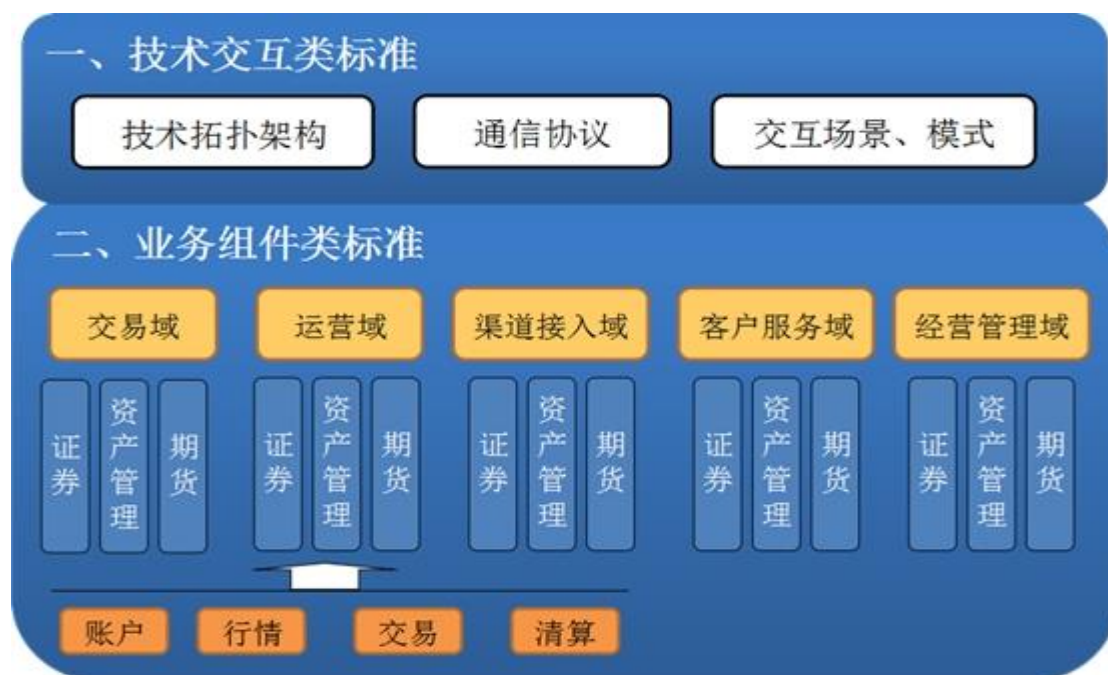 一、技术交互类标准
技术拓扑架构
通信协议
交互场景、模式
二、业务组件类标准
交易域
运营域
渠道接入域
客户服务域
经营管理域
证券
资产管理
期货
证券
资产管理
期货
证券
资产管理
期货
证券
资产管理
期货
证券
资产管理
期货
账户
行情
交易
清算